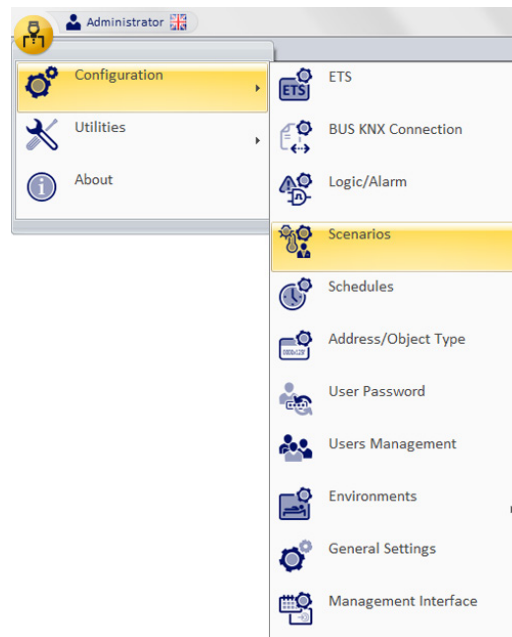 Administrator
Configuration
Utilities
About
ETS
ETS
BUS KNX Connection
Logic/Alarm
Scenarios
Schedules
Address/Object Type
User Password
Users Management
Environments
General Settings
Management Interface